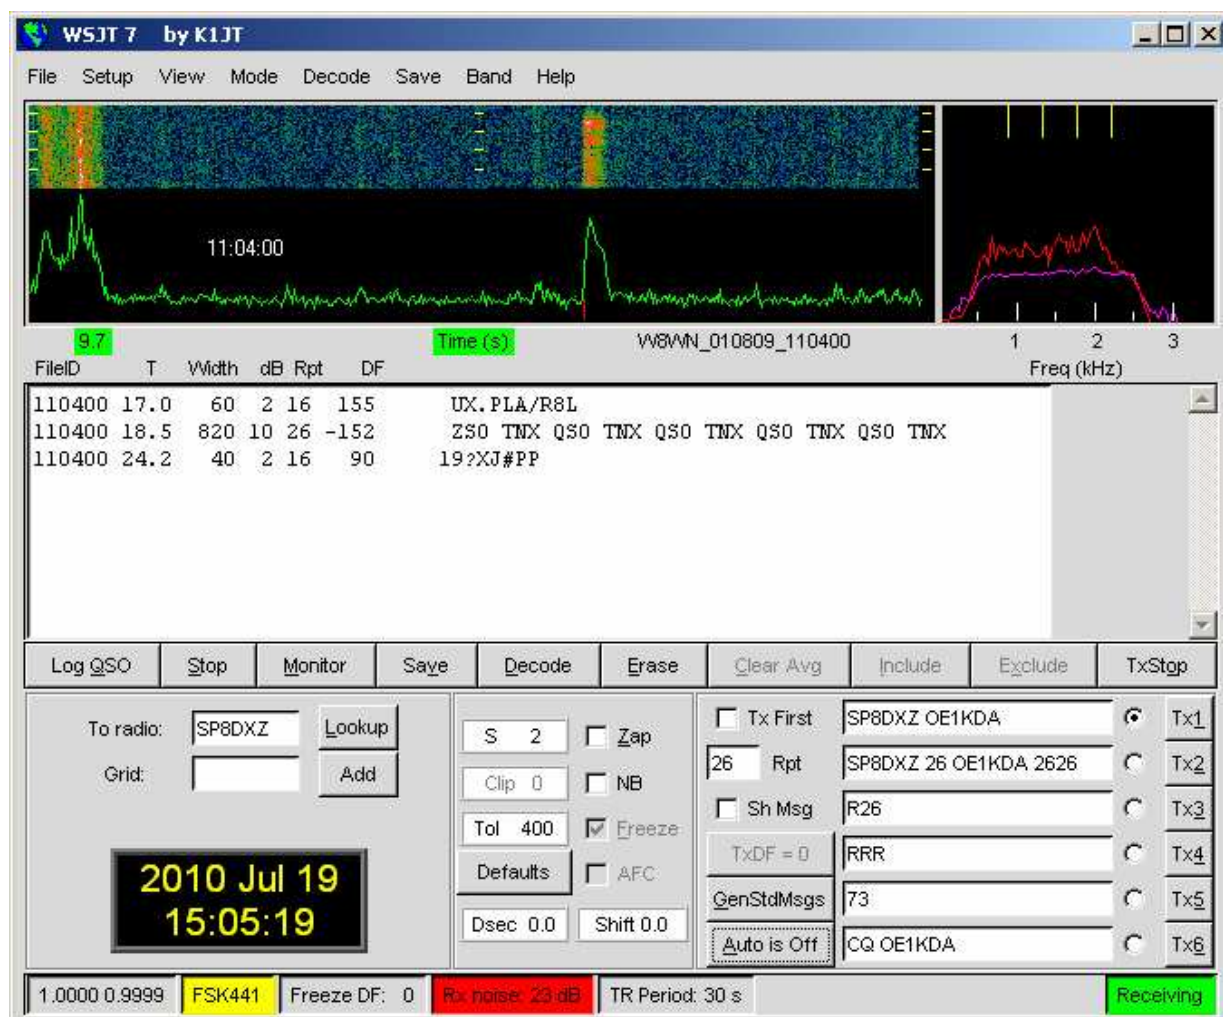 WSJT 7 by K1JT
File Setup View Mode Decode Save Band Help
11:04:00
9.7 Time (s) W8WN_010809_110400 1 2 3
FileID T Width dB Rpt DF Freq (kHz)
110400 17.0 60 2 16 155 UX.PLA/R8L
110400 18.5 820 10 26 -152 ZS0 TNX QSO TNX QSO TNX QSO TNX QSO TNX
110400 24.2 40 2 16 90 19?XJ#PP
Log QSO Stop Monitor Save Decode Erase Clear Avg Include Exclude TxStop
To radio: SP8DXZ Lookup
Grid: Add
2010 Jul 19
15:05:19
S 2 Zap
Clip 0 NB
Tol 400 Freeze
Defaults AFC
Dsec 0.0 Shift 0.0
Tx First SP8DXZ OE1KDA Tx1
26 Rpt SP8DXZ 26 OE1KDA 2626 Tx2
Sh Msg R26 Tx3
TxDF = 0 RRR Tx4
GenStdMsgs 73 Tx5
Auto is Off CQ OE1KDA Tx6
1.0000 0.9999 FSK441 Freeze DF: 0 Rx noise: 23 dB TR Period: 30 s Receiving